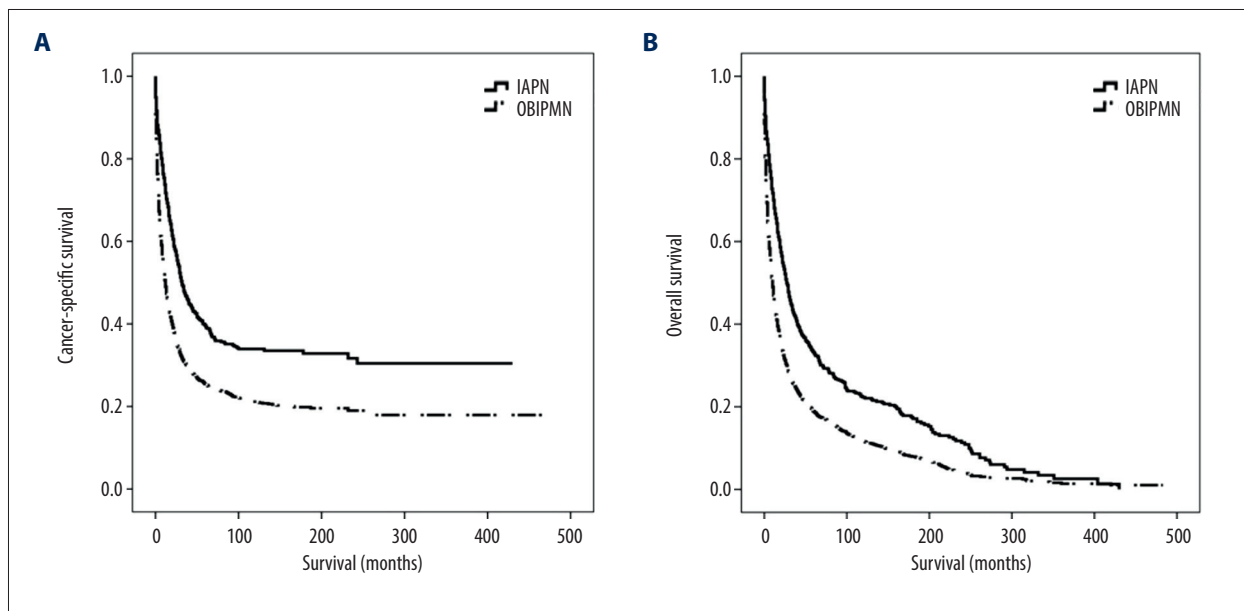 A
Cancer-specific survival
1.0
0.8
0.6
0.4
0.2
0.0
IAPN
OBIPMN
0 100 200 300 400 500
Survival (months)
B
Overall survival
1.0
0.8
0.6
0.4
0.2
0.0
IAPN
OBIPMN
0 100 200 300 400 500
Survival (months)